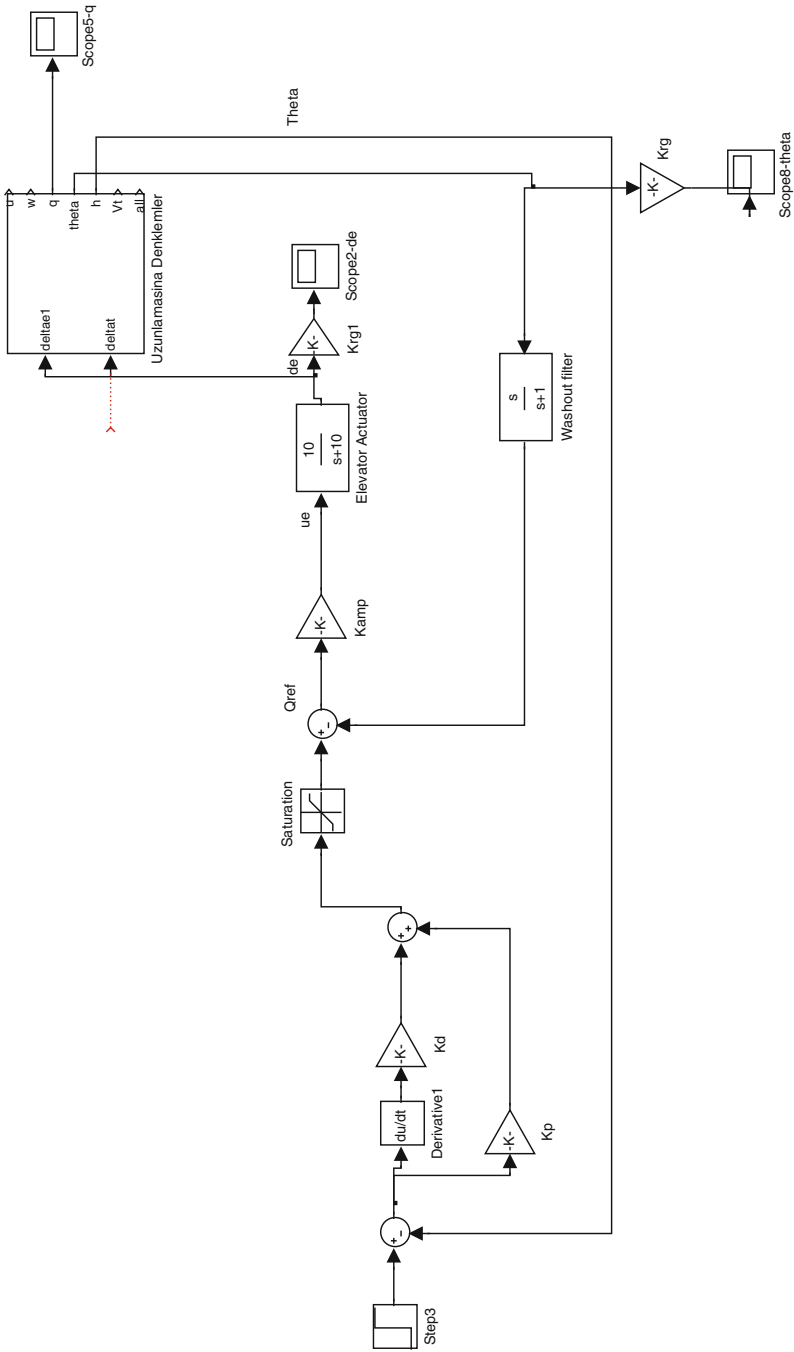 Step3
+
−
du/dt
Derivative1
-K-
Kd
-K-
Kp
+
+
Saturation
+
−
Qref
-K-
Kamp
ue
10
s+10
Elevator Actuator
de
-K-
Krg1
Scope2-de
deltae1
deltat
u
w
q
theta
h
Vt
all
Uzunlamasina Denklemler
Scope5-q
Theta
s
s+1
Washout filter
-K-
Krg
Scope8-theta